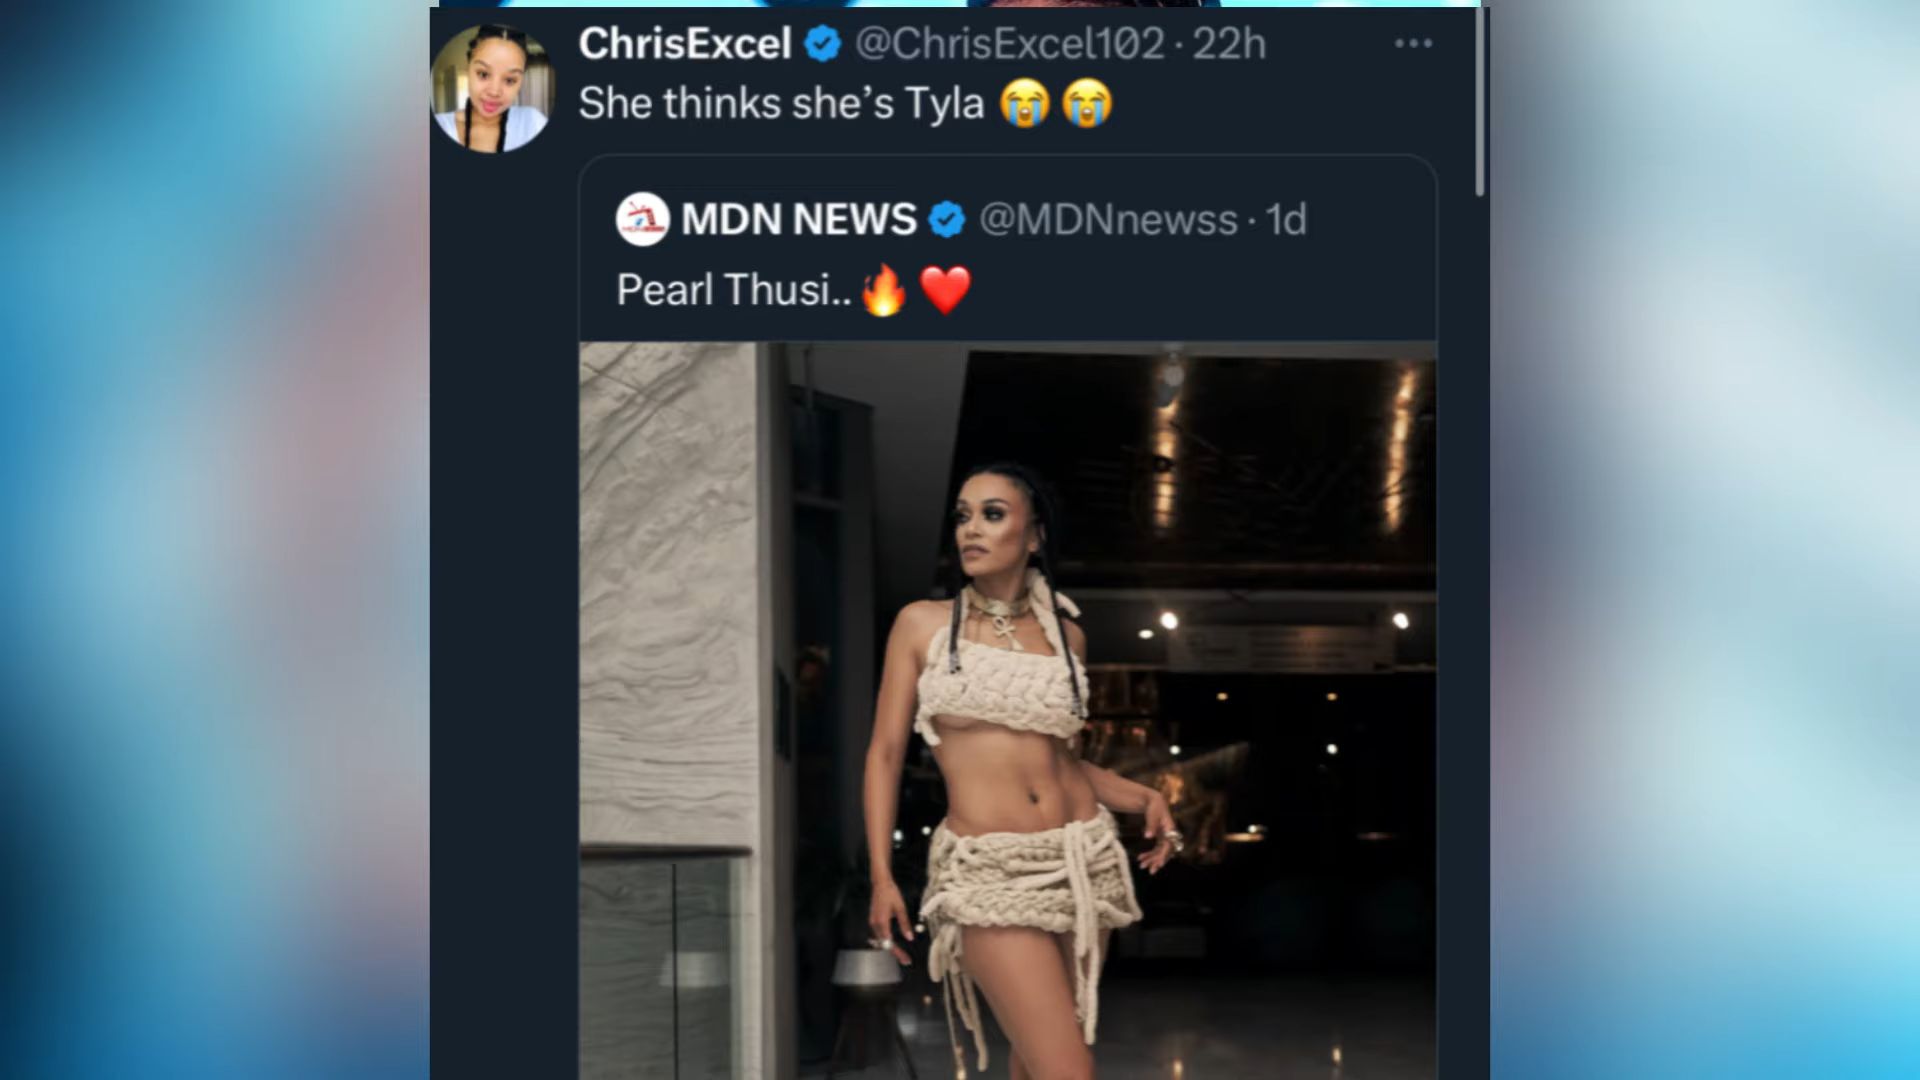 ChrisExcel @ChrisExcel102 · 22h
She thinks she’s Tyla 😭 😭
MDN NEWS @MDNnewss · 1d
Pearl Thusi.. 🔥 ❤️